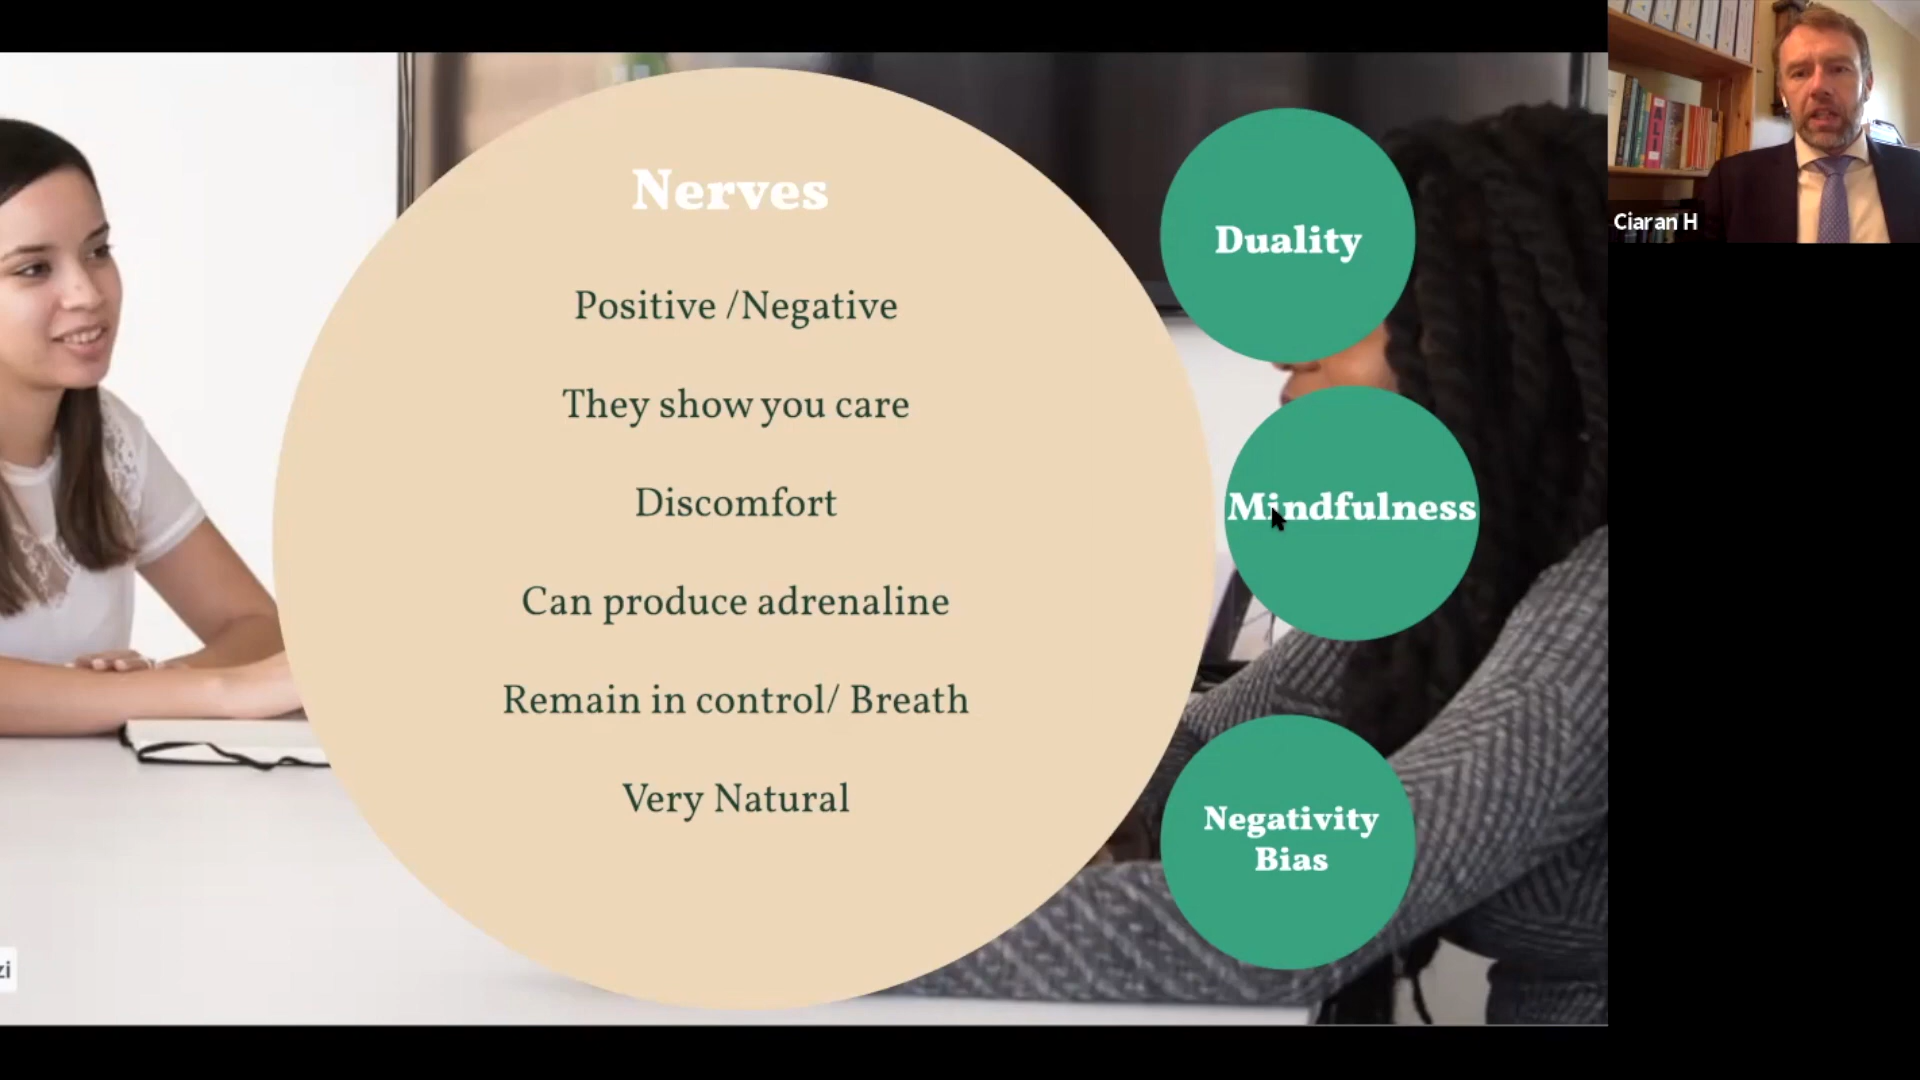 Nerves
Positive /Negative
They show you care
Discomfort
Can produce adrenaline
Remain in control/ Breath
Very Natural
Duality
Mindfulness
Negativity
Bias
Ciaran H
zi